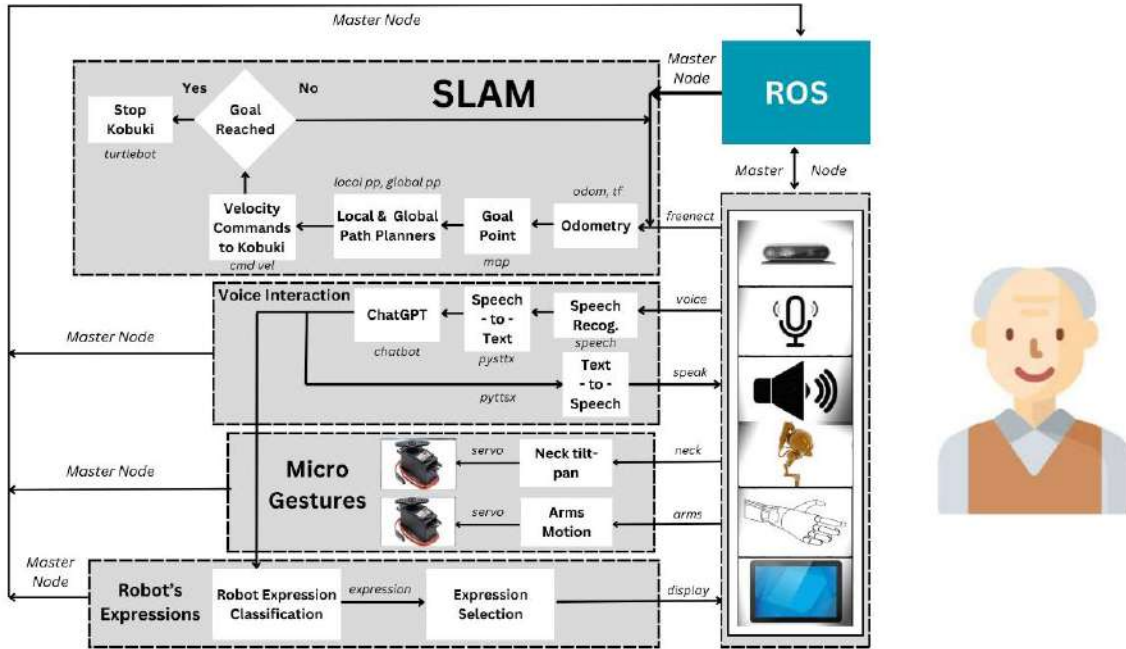 Master Node
Master
Node
ROS
Master Node
SLAM
Yes
No
Goal
Reached
Stop
Kobuki
turtlebot
local pp, global pp
odom, tf
Velocity
Commands
to Kobuki
cmd vel
Local & Global
Path Planners
Goal
Point
map
Odometry
freenect
Voice Interaction
ChatGPT
chatbot
Speech
- to -
Text
pysttx
Speech
Recog.
speech
voice
Master Node
pyttsx
Text
- to -
Speech
speak
Micro
Gestures
servo
Neck tilt-
pan
neck
Master Node
servo
Arms
Motion
arms
Master
Node
Robot's
Expressions
Robot Expression
Classification
expression
Expression
Selection
display